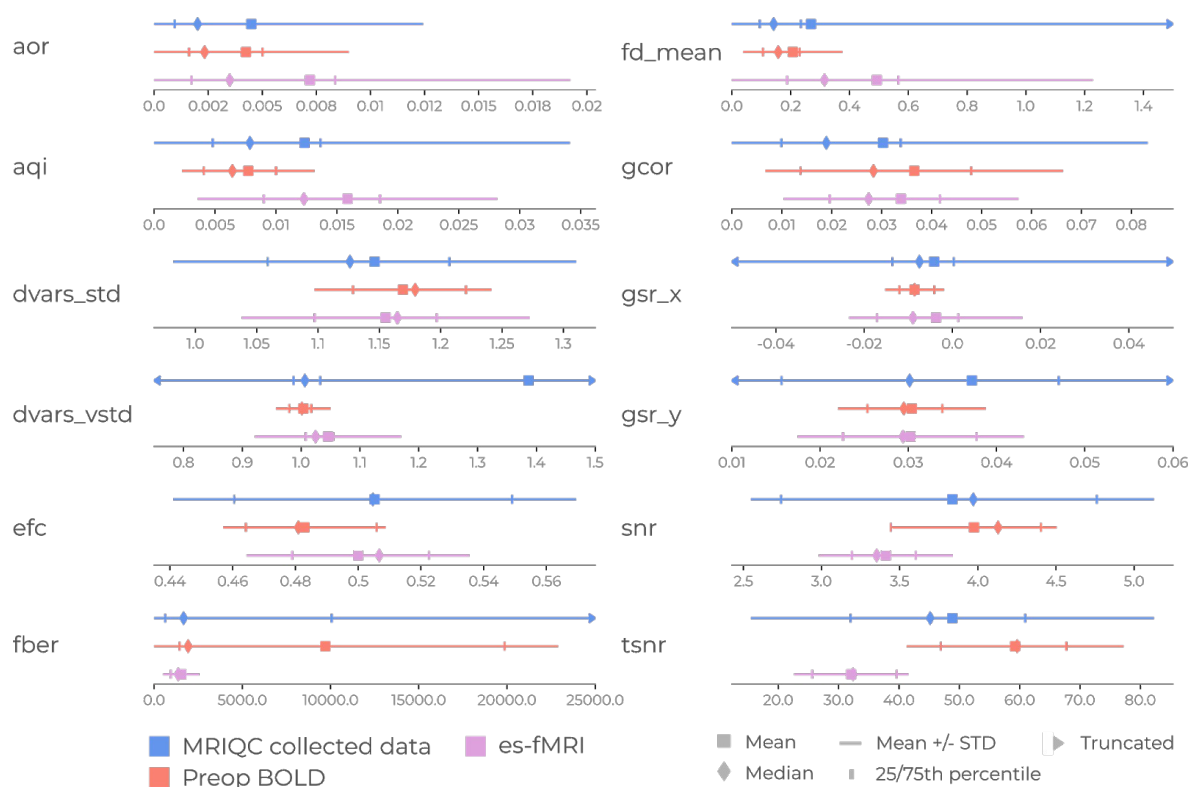 aor
0.0 0.002 0.005 0.008 0.01 0.012 0.015 0.018 0.02
fd_mean
0.0 0.2 0.4 0.6 0.8 1.0 1.2 1.4
aqi
0.0 0.005 0.01 0.015 0.02 0.025 0.03 0.035
gcor
0.0 0.01 0.02 0.03 0.04 0.05 0.06 0.07 0.08
dvars_std
1.0 1.05 1.1 1.15 1.2 1.25 1.3
gsr_x
-0.04 -0.02 0.0 0.02 0.04
dvars_vstd
0.8 0.9 1.0 1.1 1.2 1.3 1.4 1.5
gsr_y
0.01 0.02 0.03 0.04 0.05 0.06
efc
0.44 0.46 0.48 0.5 0.52 0.54 0.56
snr
2.5 3.0 3.5 4.0 4.5 5.0
fber
0.0 5000.0 10000.0 15000.0 20000.0 25000.0
tsnr
20.0 30.0 40.0 50.0 60.0 70.0 80.0
MRIQC collected data es-fMRI
Preop BOLD
Mean Mean +/- STD Truncated
Median 25/75th percentile